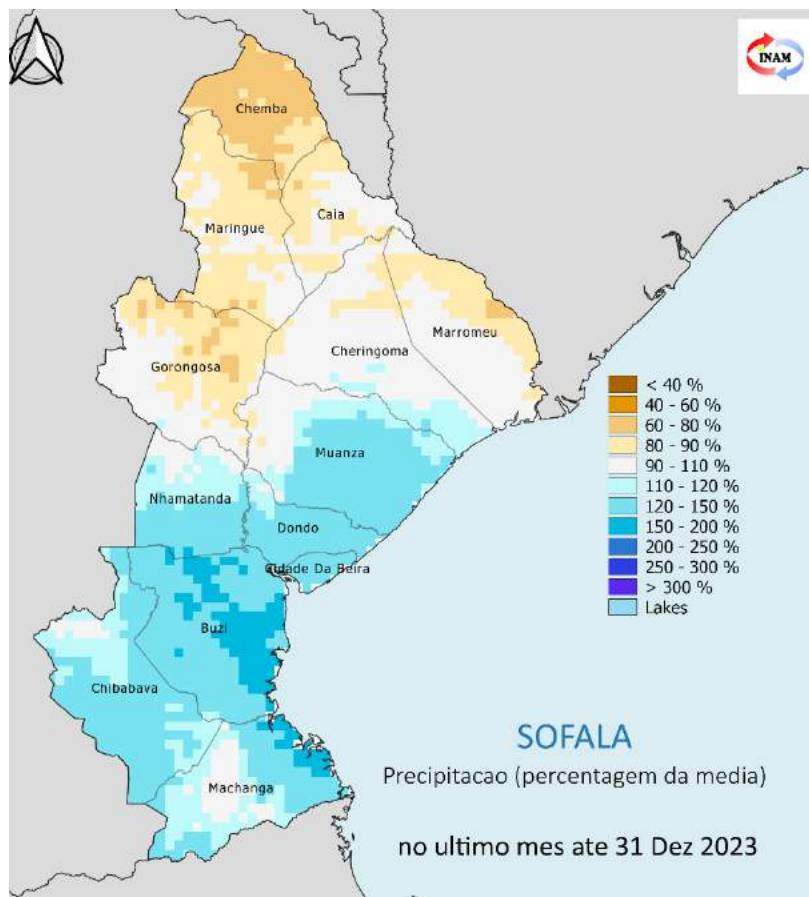 INAM
Chemba
Caia
Maringue
Marromeu
Cheringoma
Gorongosa
< 40 %
40 - 60 %
60 - 80 %
80 - 90 %
90 - 110 %
110 - 120 %
120 - 150 %
150 - 200 %
200 - 250 %
250 - 300 %
> 300 %
Lakes
Muanza
Nhamatanda
Dondo
Cidade Da Beira
Buzi
Chibabava
Machanga
SOFALA
Precipitacao (percentagem da media)
no ultimo mes ate 31 Dez 2023